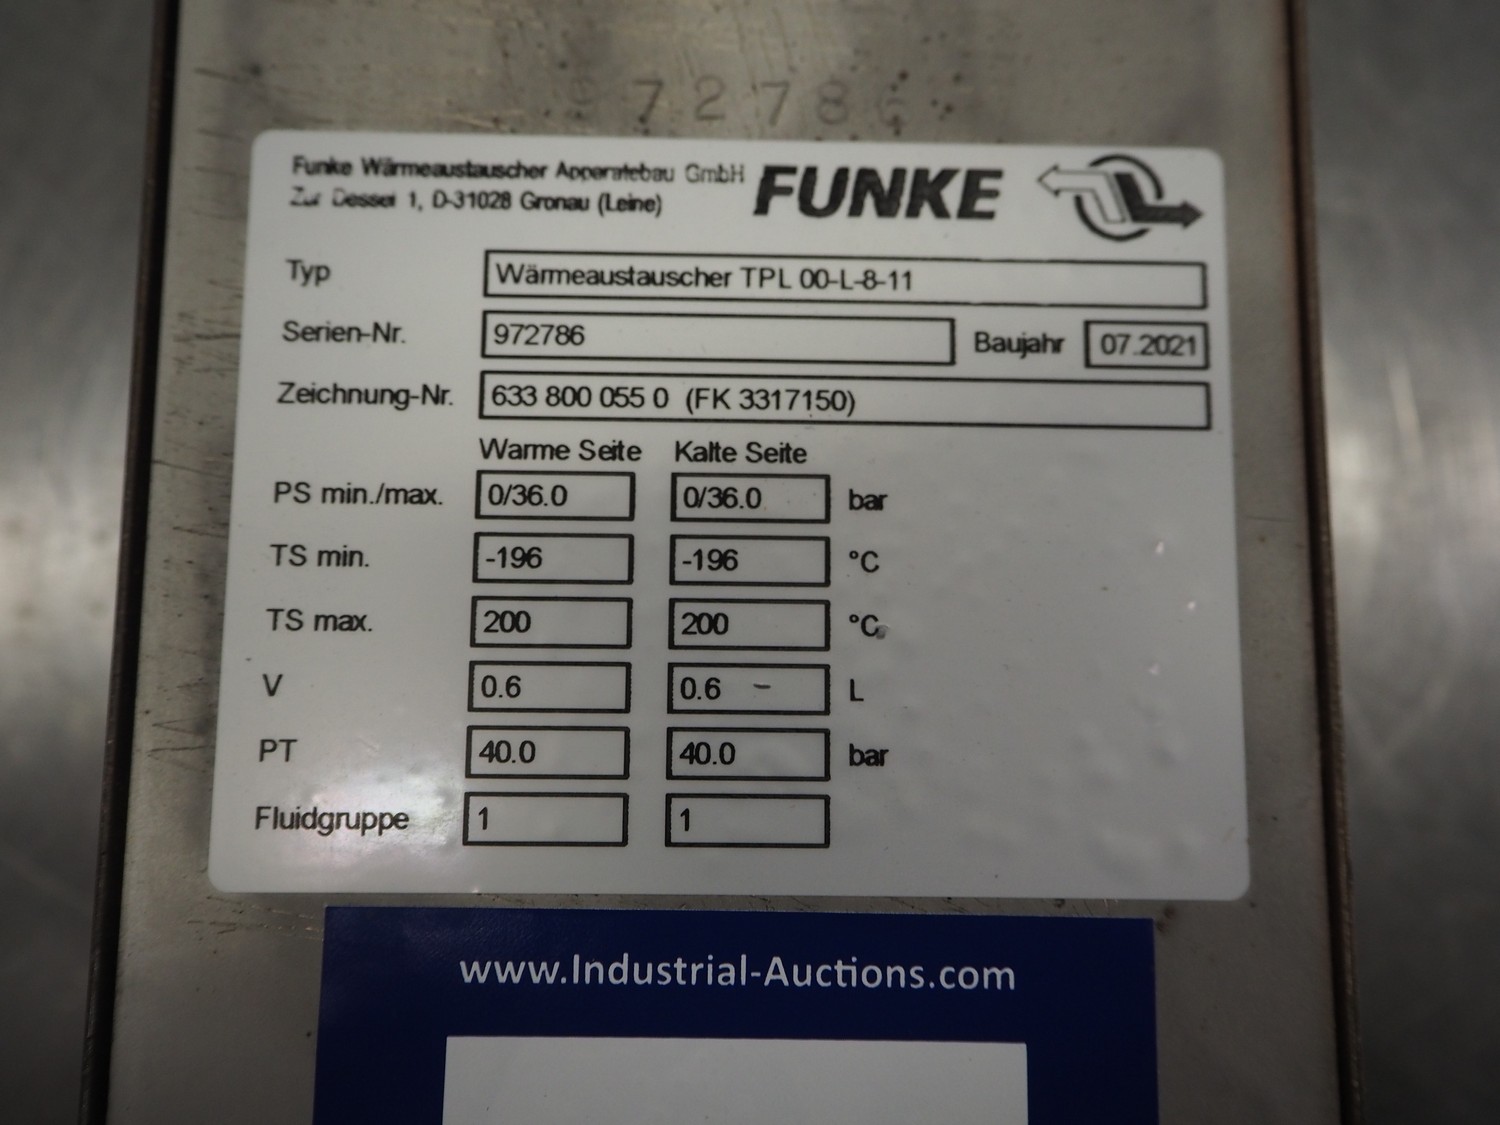 72786
Funke Wärmeaustauscher Apparatebau GmbH
Zur Dessel 1, D-31028 Gronau (Leine)
FUNKE
Typ Wärmeaustauscher TPL 00-L-8-11
Serien-Nr. 972786 Baujahr 07.2021
Zeichnung-Nr. 633 800 055 0 (FK 3317150)
Warme Seite Kalte Seite
PS min./max. 0/36.0 0/36.0 bar
TS min. -196 -196 °C
TS max. 200 200 °C
V 0.6 0.6 L
PT 40.0 40.0 bar
Fluidgruppe 1 1
www.Industrial-Auctions.com